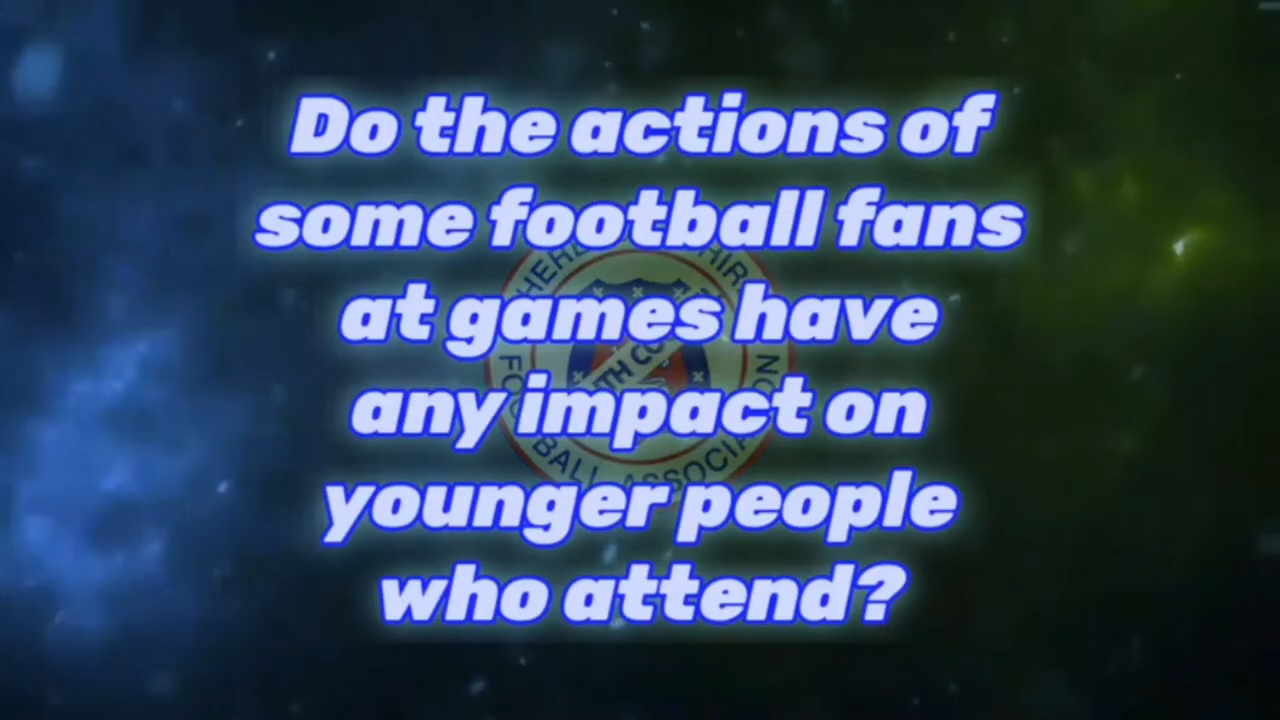 Do the actions of
some football fans
at games have
any impact on
younger people
who attend?